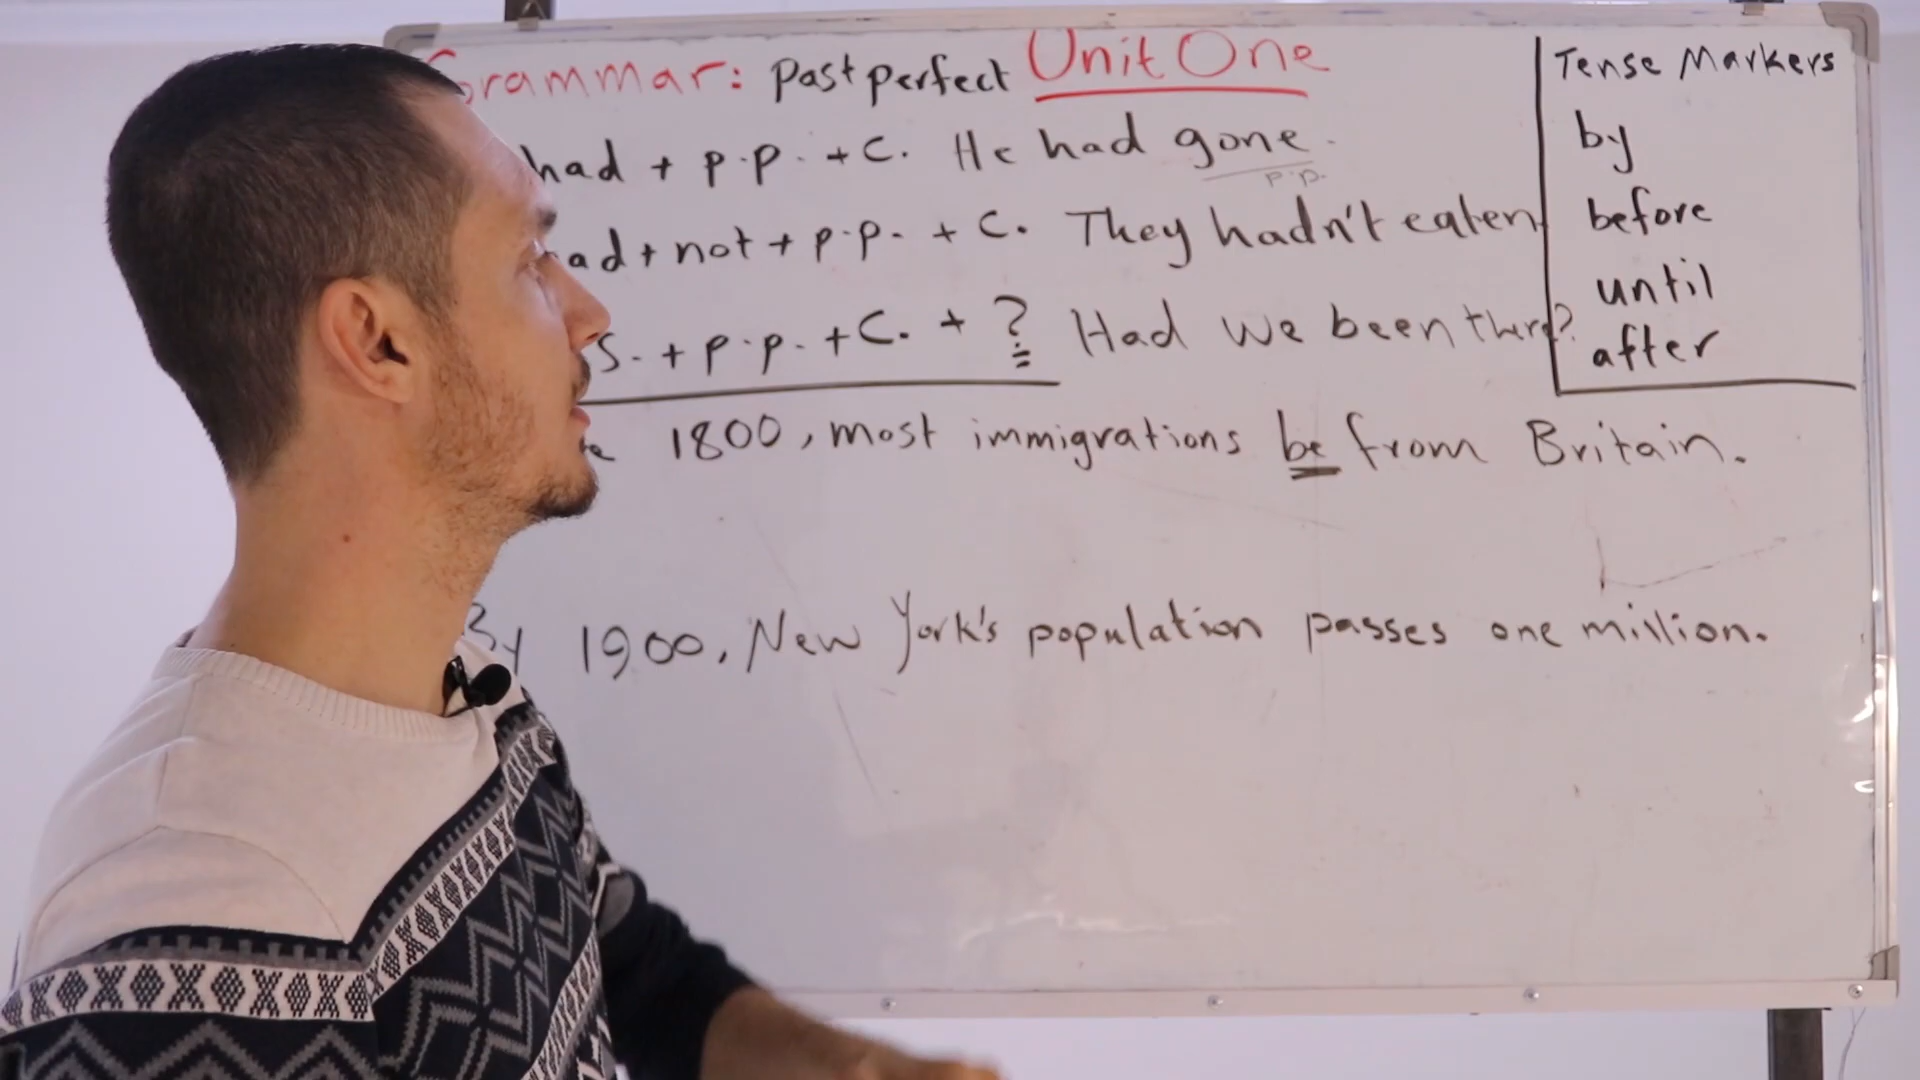 Grammar: Past perfect Unit One
had + p.p. + C. He had gone.
p.p.
ad + not + p.p. + C. They hadn't eaten
S. + p.p. + C. + ? Had we been there?
1800, most immigrations be from Britain.
By 1900, New York's population passes one million.
Tense Markers
by
before
until
after